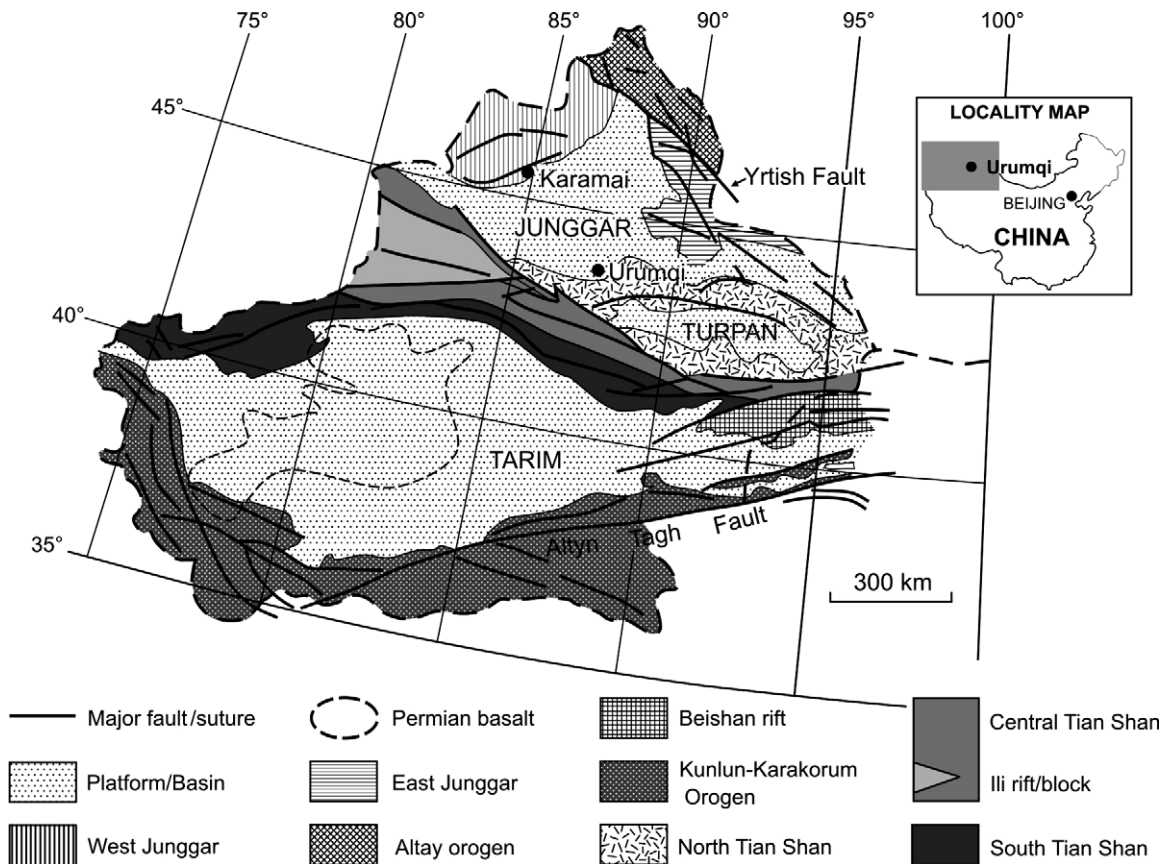 75°
80°
85°
90°
95°
100°
45°
LOCALITY MAP
Urumqi
BEIJING
CHINA
Karamai
Yrtish Fault
JUNGGAR
Urumqi
40°
TURPAN
TARIM
35°
Altyn Tagh Fault
300 km
Major fault/suture
Permian basalt
Beishan rift
Central Tian Shan
Platform/Basin
East Junggar
Kunlun-Karakorum
Orogen
Ili rift/block
West Junggar
Altay orogen
North Tian Shan
South Tian Shan